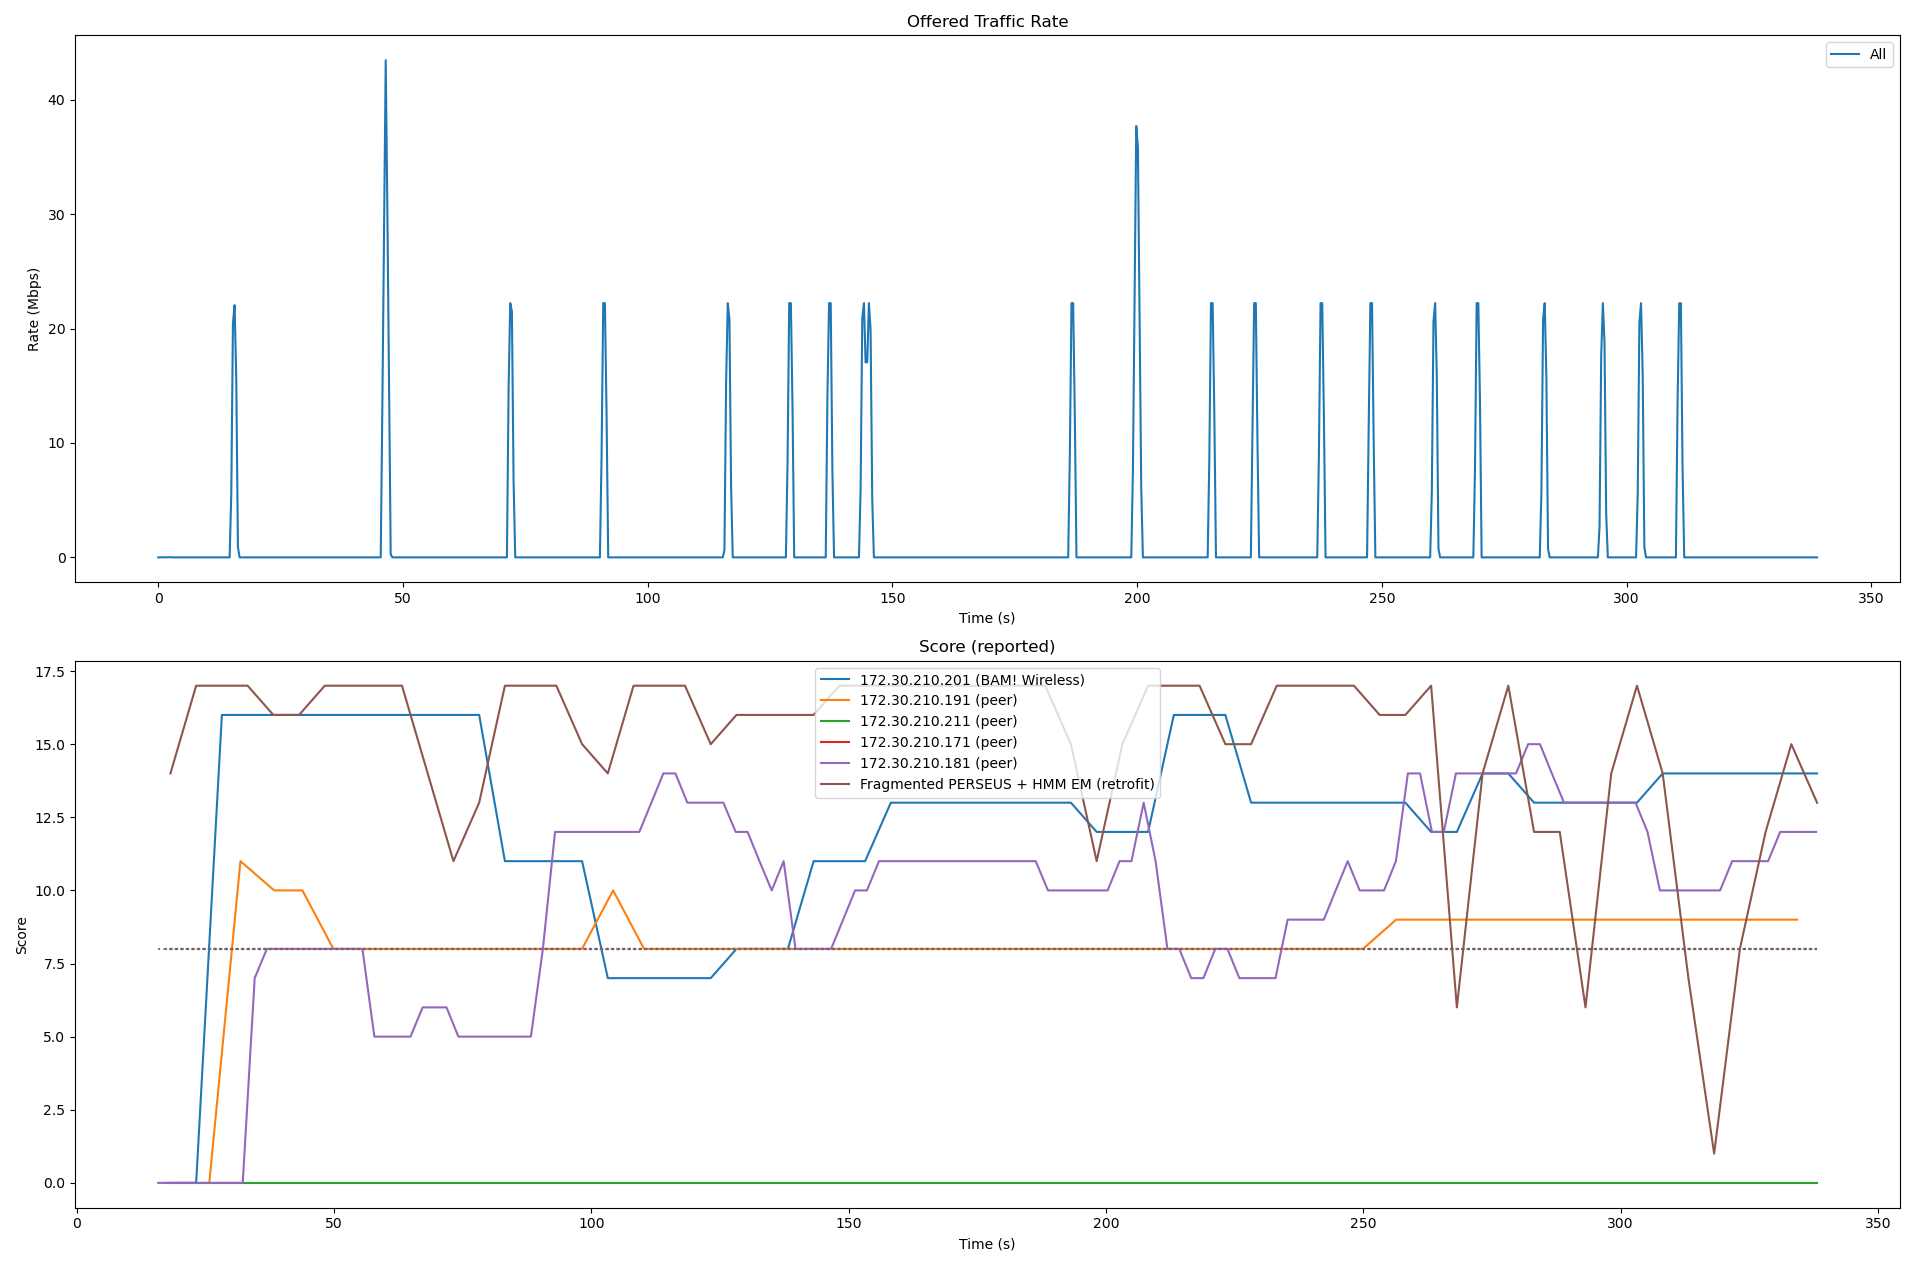 Offered Traffic Rate
All
Rate (Mbps)
40
30
20
10
0
0 50 100 150 200 250 300 350
Time (s)
Score (reported)
172.30.210.201 (BAM! Wireless)
172.30.210.191 (peer)
172.30.210.211 (peer)
172.30.210.171 (peer)
172.30.210.181 (peer)
Fragmented PERSEUS + HMM EM (retrofit)
Score
17.5
15.0
12.5
10.0
7.5
5.0
2.5
0.0
0 50 100 150 200 250 300 350
Time (s)